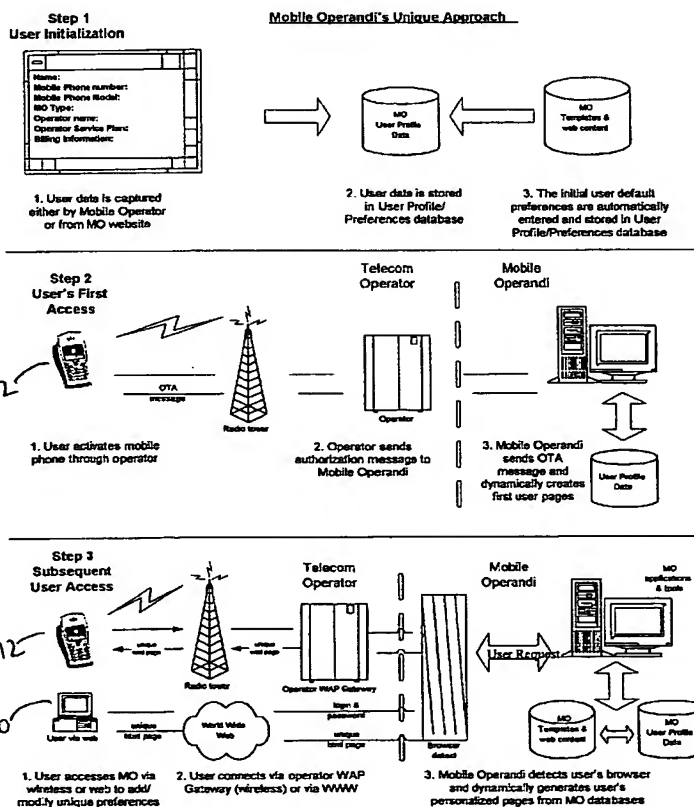 Step 1
User Initialization
Mobile Operandi's Unique Approach
Name:
Mobile Phone number:
Mobile Phone Model:
MO Type:
Operator name:
Operator Service Plan:
Billing Information:
MO
User Profile
Data
MO
Templates &
web content
1. User data is captured
either by Mobile Operator
or from MO website
2. User data is stored
in User Profile/
Preferences database
3. The initial user default
preferences are automatically
entered and stored in User
Profile/Preferences database
Step 2
User's First
Access
Telecom
Operator
Mobile
Operandi
2
OTA
message
Radio tower
Operator
1. User activates mobile
phone through operator
2. Operator sends
authorization message to
Mobile Operandi
3. Mobile Operandi
sends OTA
message and
dynamically creates
first user pages
User Profile
Data
Step 3
Subsequent
User Access
Telecom
Operator
Mobile
Operandi
MO
applications
& tools
12
unique
wml page
unique
wml page
Radio tower
Operator WAP Gateway
User Request
0
User via web
unique
html page
World Wide
Web
login &
password
unique
html page
Browser
detect
MO
Templates &
web content
MO
User Profile
Data
1. User accesses MO via
wireless or web to add/
modify unique preferences
2. User connects via operator WAP
Gateway (wireless) or via WWW
3. Mobile Operandi detects user's browser
and dynamically generates user's
personalized pages from MO databases